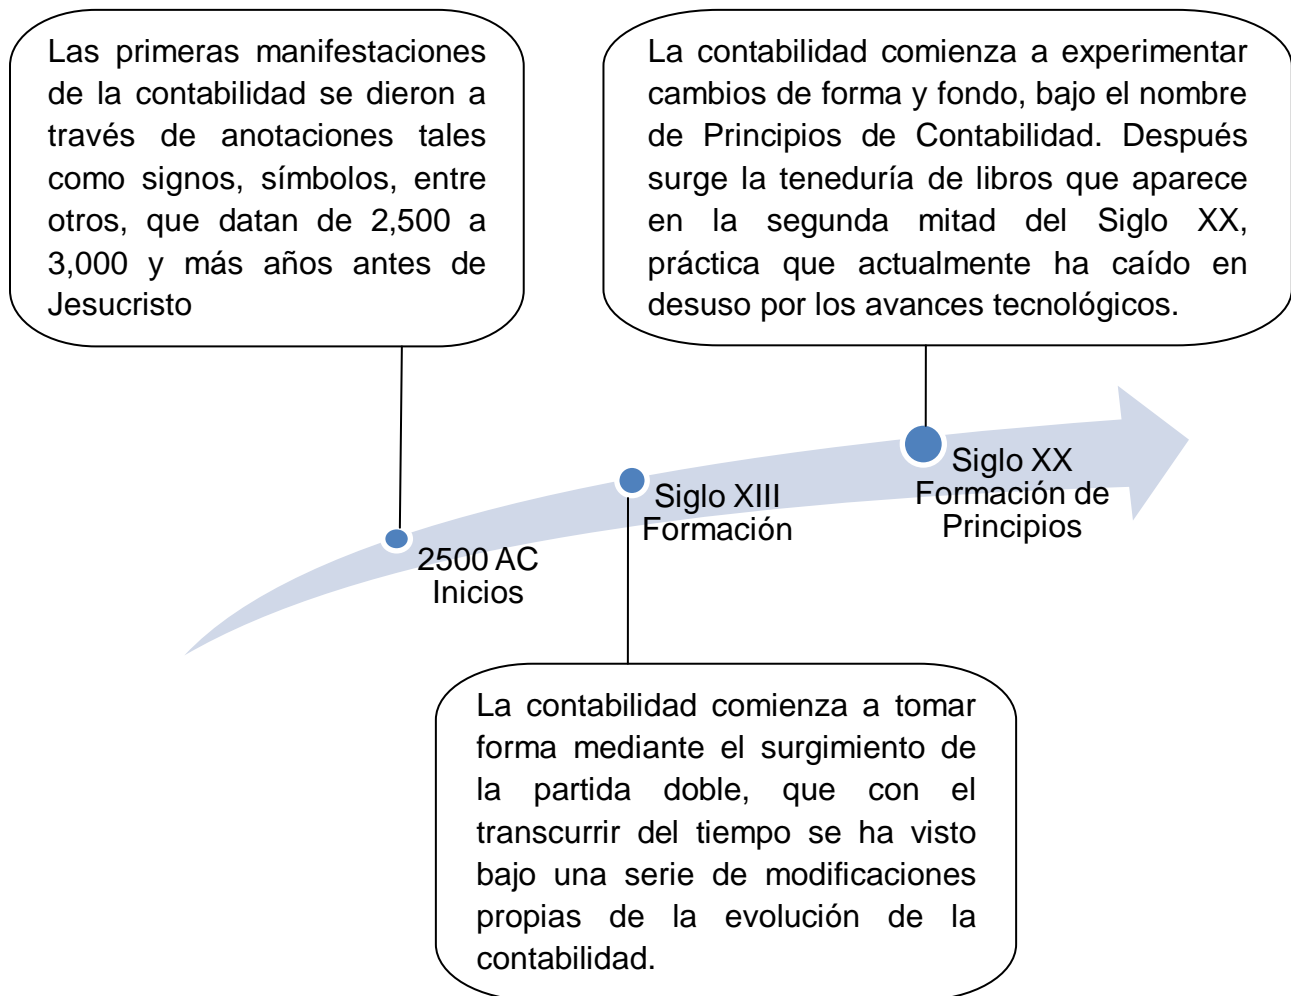 Las primeras manifestaciones
de la contabilidad se dieron a
través de anotaciones tales
como signos, símbolos, entre
otros, que datan de 2,500 a
3,000 y más años antes de
Jesucristo
La contabilidad comienza a experimentar
cambios de forma y fondo, bajo el nombre
de Principios de Contabilidad. Después
surge la teneduría de libros que aparece
en la segunda mitad del Siglo XX,
práctica que actualmente ha caído en
desuso por los avances tecnológicos.
2500 AC
Inicios
Siglo XIII
Formación
Siglo XX
Formación de
Principios
La contabilidad comienza a tomar
forma mediante el surgimiento de
la partida doble, que con el
transcurrir del tiempo se ha visto
bajo una serie de modificaciones
propias de la evolución de la
contabilidad.